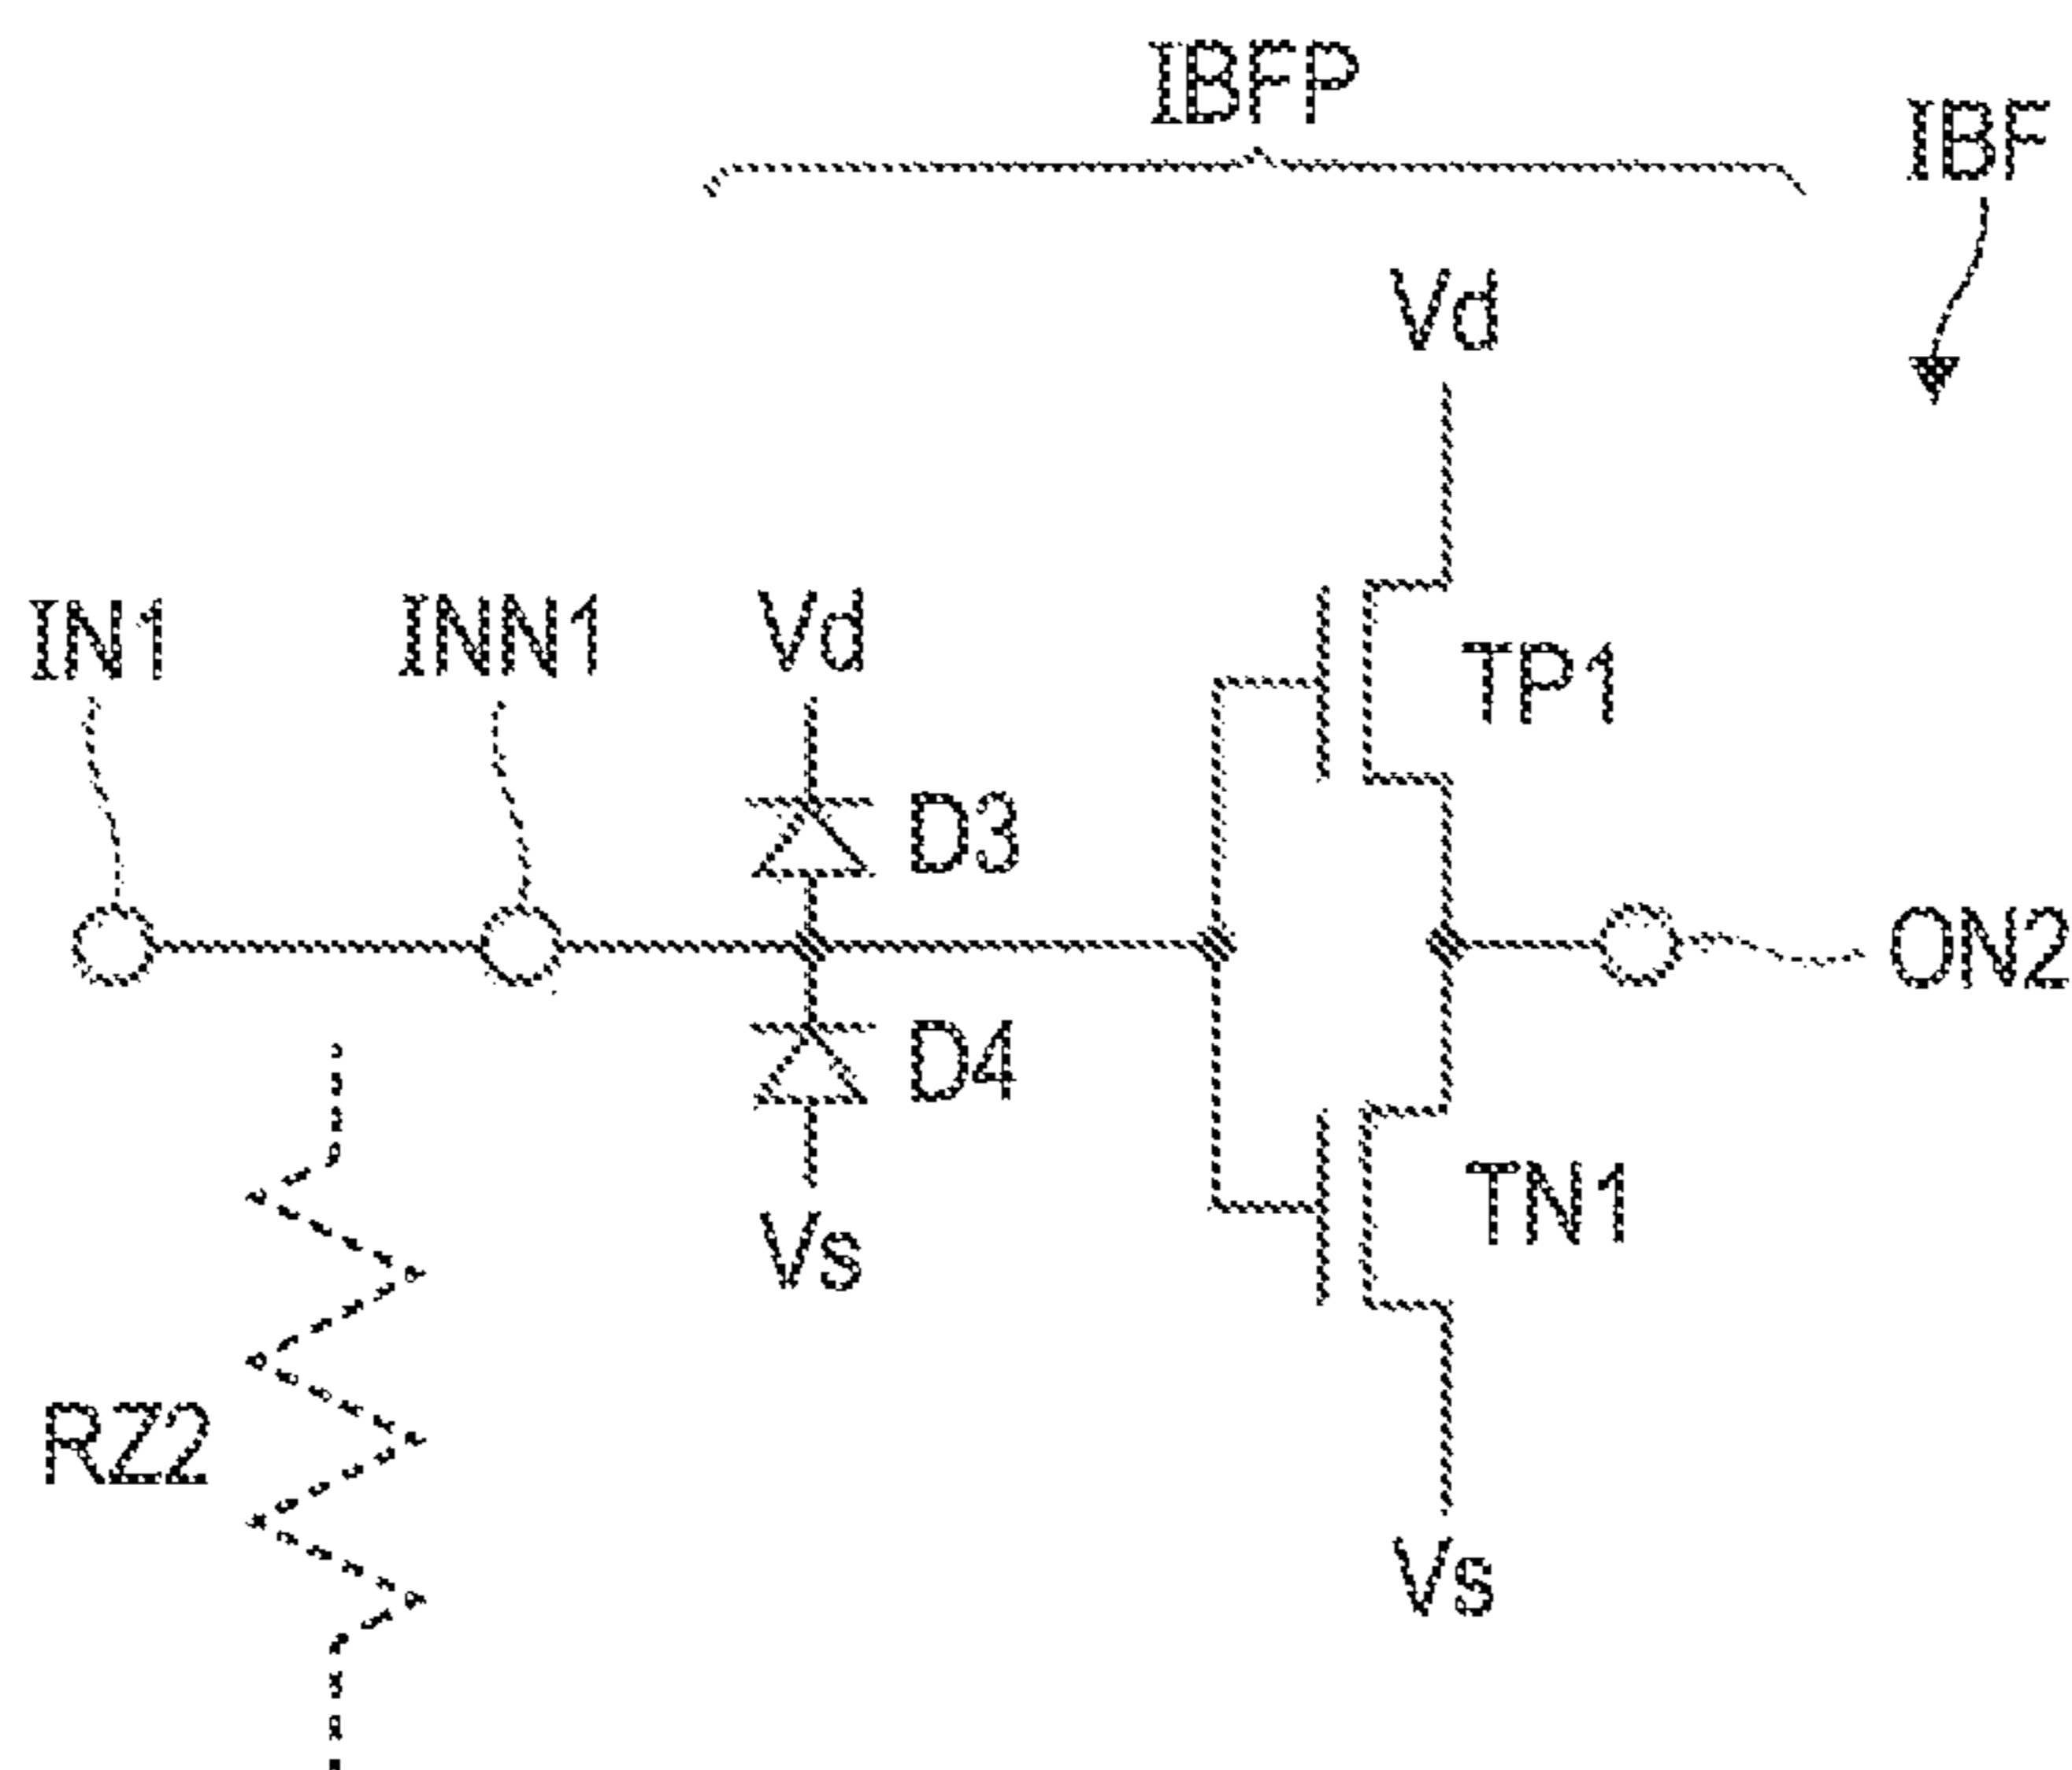 IBFP
IBF
Vd
IN1
INN1
Vd
TP1
D3
ON2
D4
TN1
Vs
RZ2
Vs